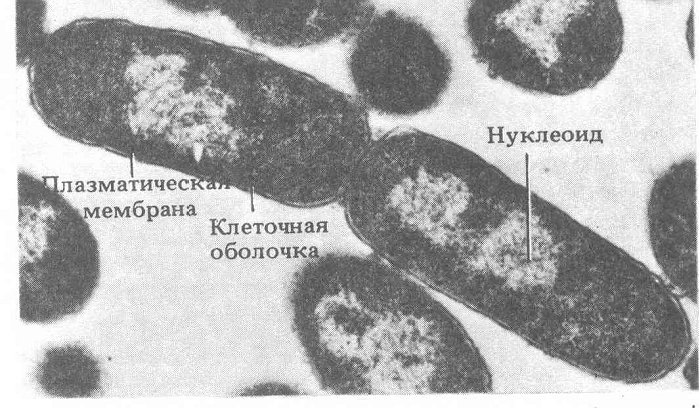 Нуклеоид
Плазматическая
мембрана
Клеточная
оболочка